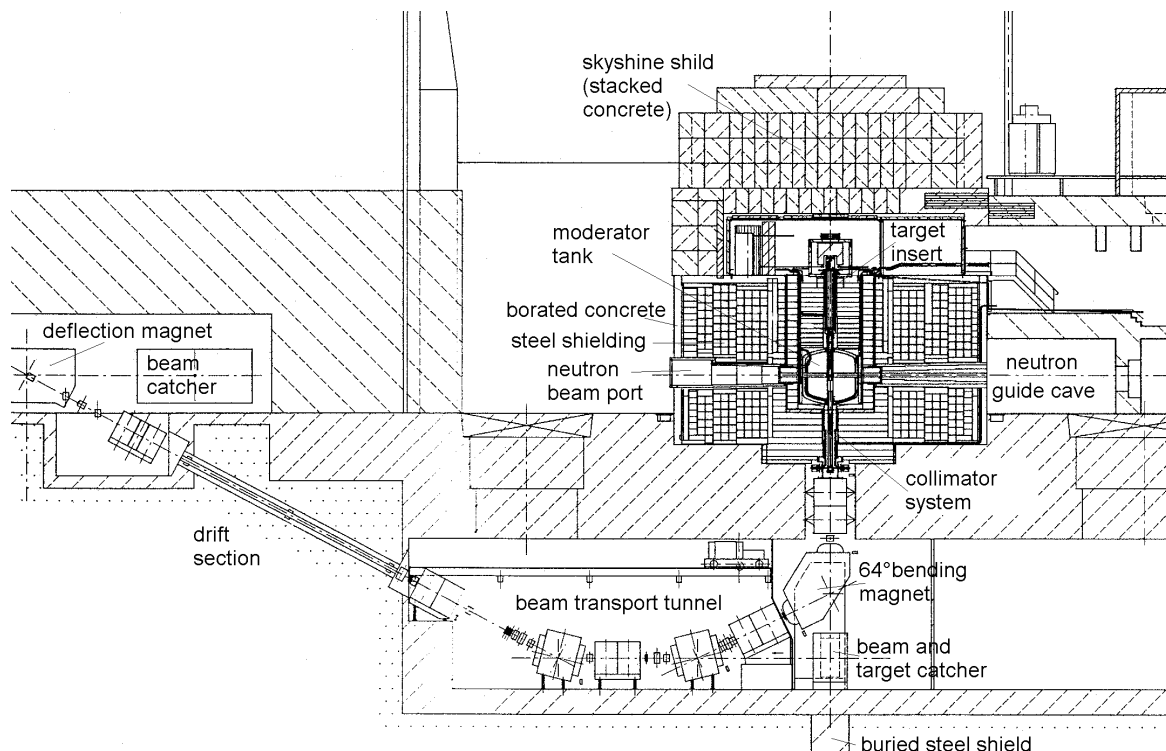 skyshine shild
(stacked
concrete)
moderator
tank
target
insert
borated concrete
deflection magnet
steel shielding
beam
catcher
neutron
beam port
neutron
guide cave
collimator
system
drift
section
64°bending
magnet
beam transport tunnel
beam and
target catcher
buried steel shield